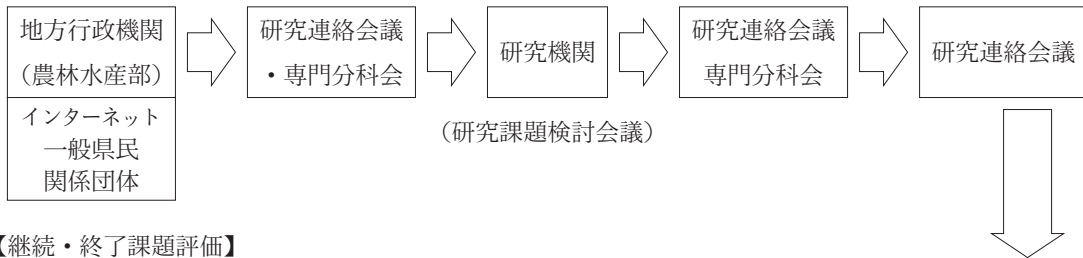 地方行政機関
（農林水産部）
インターネット
一般県民
関係団体
研究連絡会議
・専門分科会
研究機関
研究連絡会議
専門分科会
研究連絡会議
（研究課題検討会議）
【継続・終了課題評価】